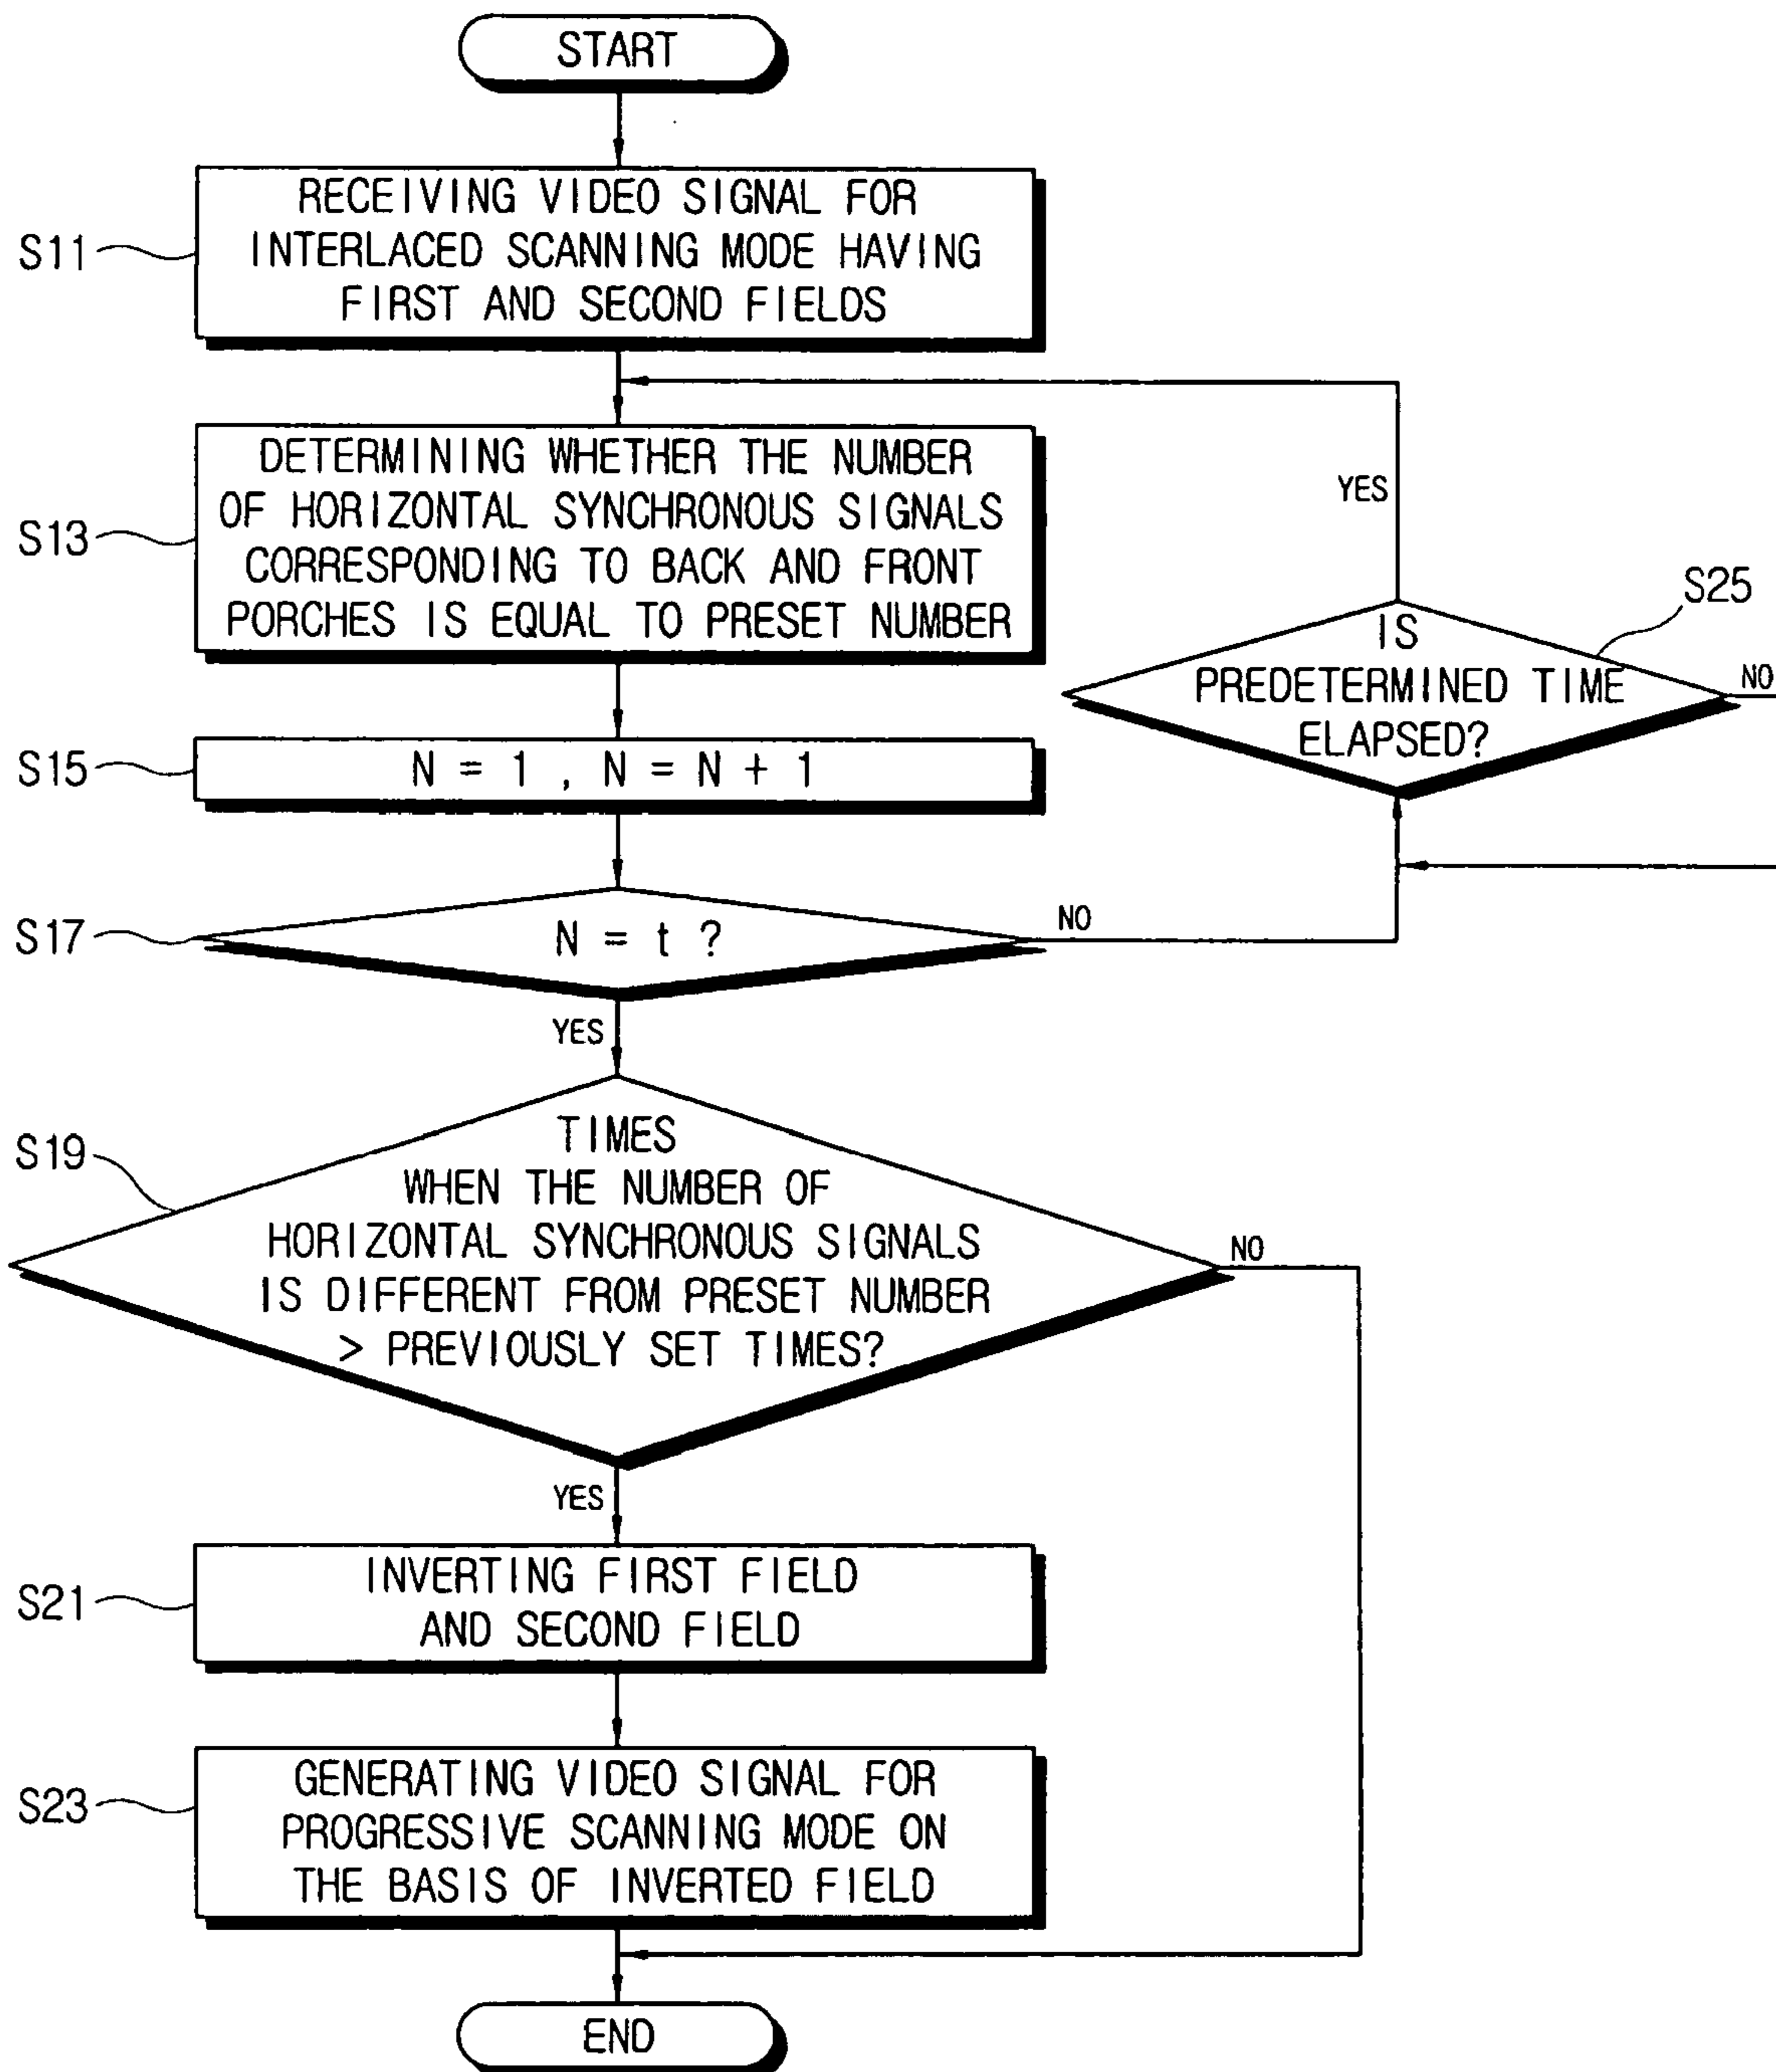 START
S11
RECEIVING VIDEO SIGNAL FOR
INTERLACED SCANNING MODE HAVING
FIRST AND SECOND FIELDS
S13
DETERMINING WHETHER THE NUMBER
OF HORIZONTAL SYNCHRONOUS SIGNALS
CORRESPONDING TO BACK AND FRONT
PORCHES IS EQUAL TO PRESET NUMBER
YES
S25
IS
PREDETERMINED TIME
ELAPSED?
NO
S15
N = 1 , N = N + 1
S17
N = t ?
NO
YES
S19
TIMES
WHEN THE NUMBER OF
HORIZONTAL SYNCHRONOUS SIGNALS
IS DIFFERENT FROM PRESET NUMBER
> PREVIOUSLY SET TIMES?
NO
YES
S21
INVERTING FIRST FIELD
AND SECOND FIELD
S23
GENERATING VIDEO SIGNAL FOR
PROGRESSIVE SCANNING MODE ON
THE BASIS OF INVERTED FIELD
END